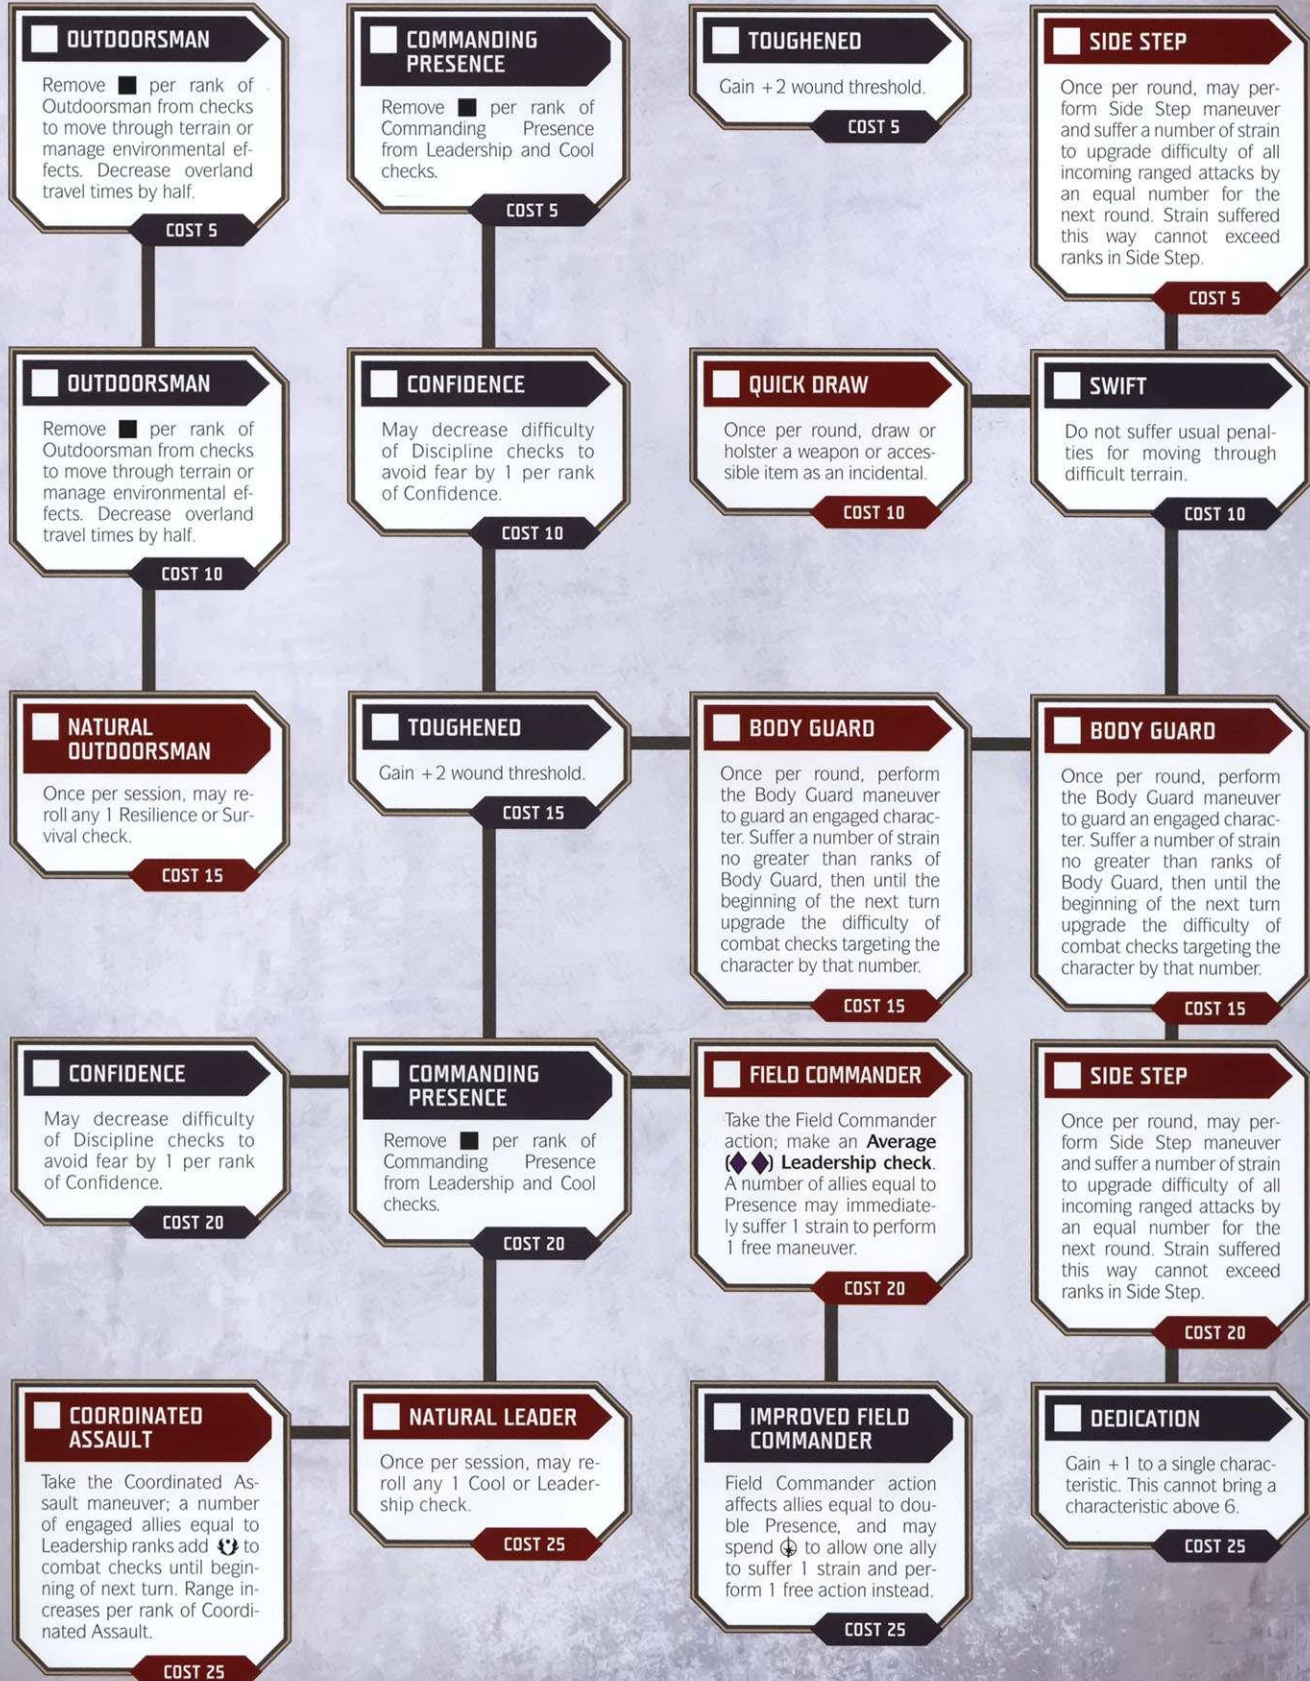 OUTDOORSMAN
Remove per rank of
Outdoorsman from checks
to move through terrain or
manage environmental ef-
fects. Decrease overland
travel times by half.
COST 5
COMMANDING
PRESENCE
Remove per rank of
Commanding Presence
from Leadership and Cool
checks.
COST 5
TOUGHENED
Gain +2 wound threshold.
COST 5
SIDE STEP
Once per round, may per-
form Side Step maneuver
and suffer a number of strain
to upgrade difficulty of all
incoming ranged attacks by
an equal number for the
next round. Strain suffered
this way cannot exceed
ranks in Side Step.
COST 5
OUTDOORSMAN
Remove per rank of
Outdoorsman from checks
to move through terrain or
manage environmental ef-
fects. Decrease overland
travel times by half.
COST 10
CONFIDENCE
May decrease difficulty
of Discipline checks to
avoid fear by 1 per rank
of Confidence.
COST 10
QUICK DRAW
Once per round, draw or
holster a weapon or acces-
sible item as an incidental.
COST 10
SWIFT
Do not suffer usual penal-
ties for moving through
difficult terrain.
COST 10
NATURAL
OUTDOORSMAN
Once per session, may re-
roll any 1 Resilience or Sur-
vival check.
COST 15
TOUGHENED
Gain +2 wound threshold.
COST 15
BODY GUARD
Once per round, perform
the Body Guard maneuver
to guard an engaged charac-
ter. Suffer a number of strain
no greater than ranks of
Body Guard, then until the
beginning of the next turn
upgrade the difficulty of
combat checks targeting the
character by that number.
COST 15
BODY GUARD
Once per round, perform
the Body Guard maneuver
to guard an engaged charac-
ter. Suffer a number of strain
no greater than ranks of
Body Guard, then until the
beginning of the next turn
upgrade the difficulty of
combat checks targeting the
character by that number.
COST 15
CONFIDENCE
May decrease difficulty
of Discipline checks to
avoid fear by 1 per rank
of Confidence.
COST 20
COMMANDING
PRESENCE
Remove per rank of
Commanding Presence
from Leadership and Cool
checks.
COST 20
FIELD COMMANDER
Take the Field Commander
action; make an Average
(◆◆) Leadership check.
A number of allies equal to
Presence may immediate-
ly suffer 1 strain to perform
1 free maneuver.
COST 20
SIDE STEP
Once per round, may per-
form Side Step maneuver
and suffer a number of strain
to upgrade difficulty of all
incoming ranged attacks by
an equal number for the
next round. Strain suffered
this way cannot exceed
ranks in Side Step.
COST 20
COORDINATED
ASSAULT
Take the Coordinated As-
sault maneuver; a number
of engaged allies equal to
Leadership ranks add to
combat checks until begin-
ning of next turn. Range in-
creases per rank of Coordi-
nated Assault.
COST 25
NATURAL LEADER
Once per session, may re-
roll any 1 Cool or Leader-
ship check.
COST 25
IMPROVED FIELD
COMMANDER
Field Commander action
affects allies equal to dou-
ble Presence, and may
spend to allow one ally
to suffer 1 strain and per-
form 1 free action instead.
COST 25
DEDICATION
Gain +1 to a single charac-
teristic. This cannot bring a
characteristic above 6.
COST 25